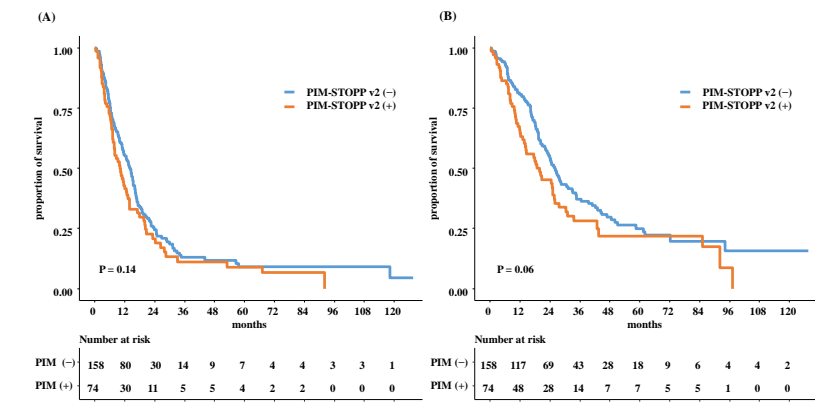 (A)
1.00
0.75
0.50
0.25
0.00
proportion of survival
PIM-STOPP v2 (−)
PIM-STOPP v2 (+)
P = 0.14
0 12 24 36 48 60 72 84 96 108 120
months
Number at risk
PIM (−) 158 80 30 14 9 7 4 4 3 3 1
PIM (+) 74 30 11 5 5 4 2 2 0 0 0
(B)
1.00
0.75
0.50
0.25
0.00
proportion of survival
PIM-STOPP v2 (−)
PIM-STOPP v2 (+)
P = 0.06
0 12 24 36 48 60 72 84 96 108 120
months
Number at risk
PIM (−) 158 117 69 43 28 18 9 6 4 4 2
PIM (+) 74 48 28 14 7 7 5 5 1 0 0